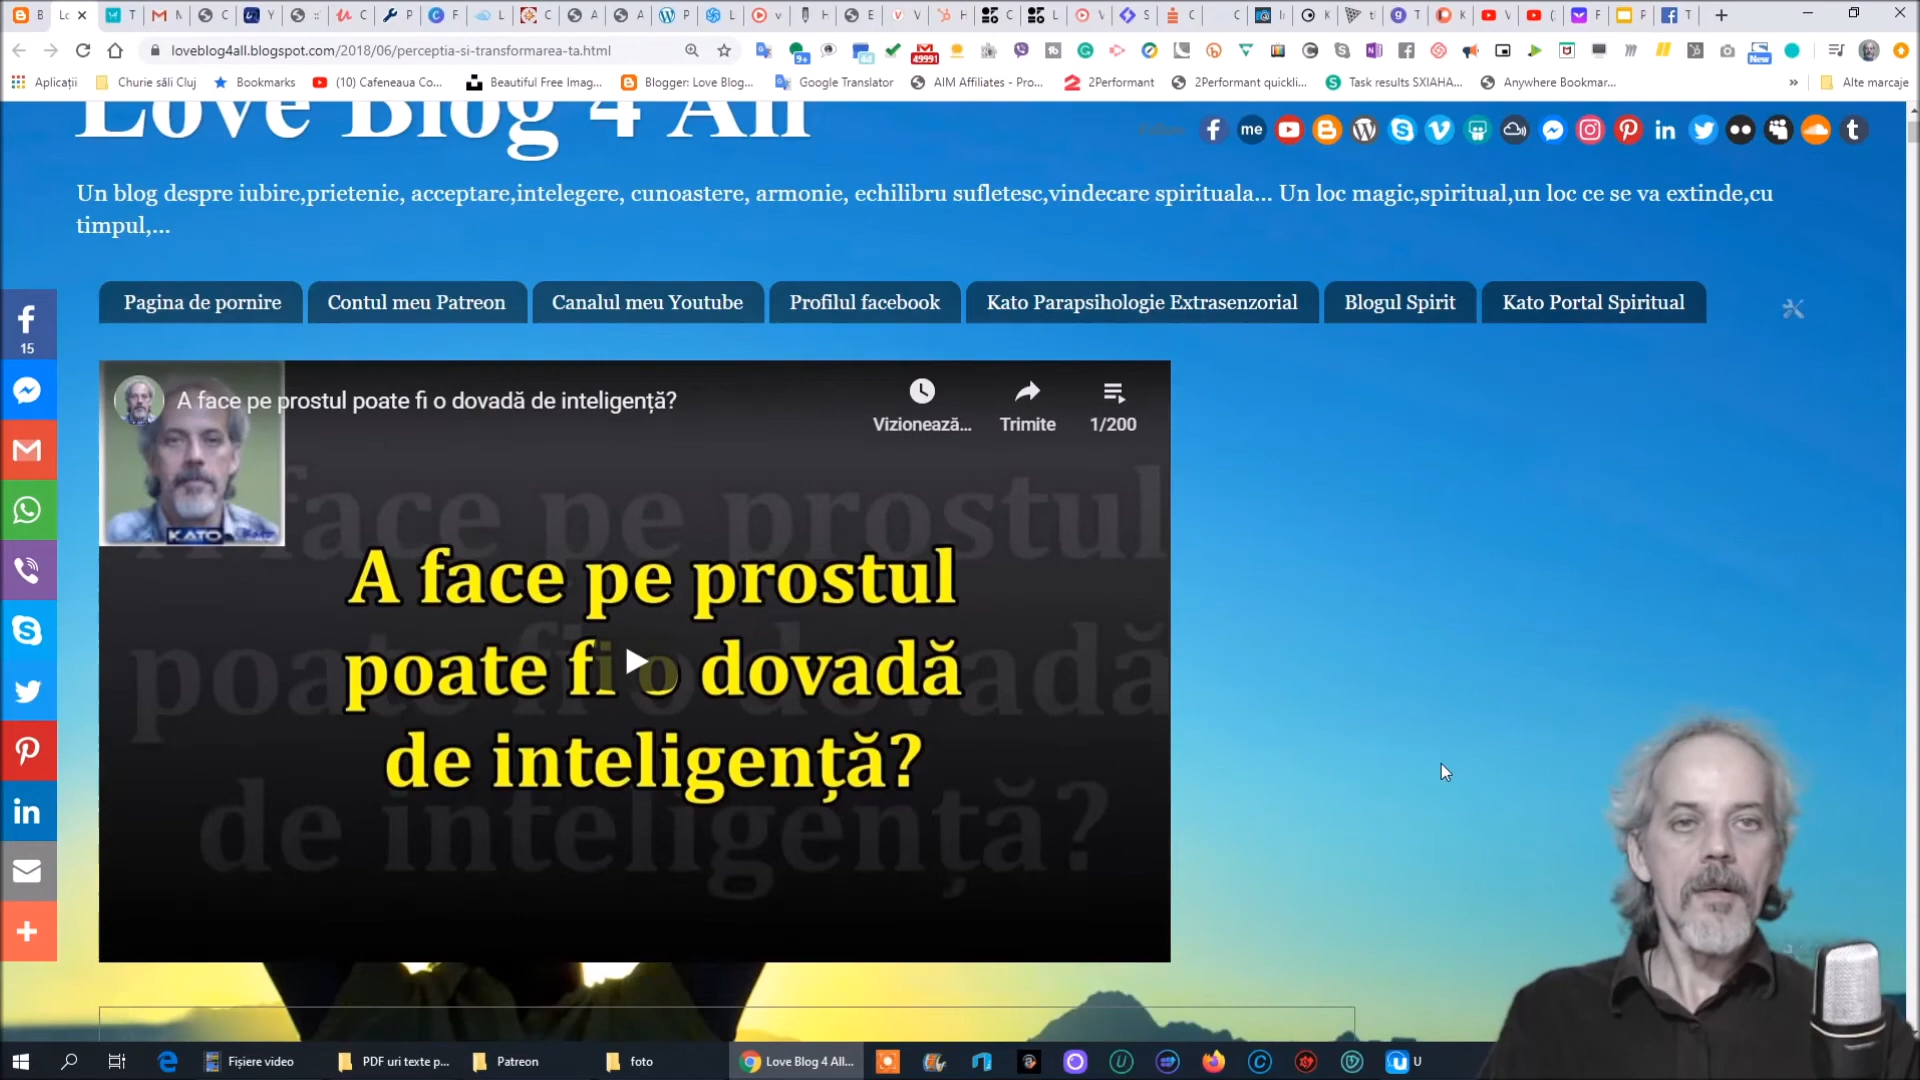 loveblog4all.blogspot.com/2018/06/perceptia-si-transformarea-ta.html
9+
49991
New
Aplicații
Churie săli Cluj
Bookmarks
(10) Cafeneaua Co...
Beautiful Free Imag...
Blogger: Love Blog...
Google Translator
AIM Affiliates - Pro...
2Performant
2Performant quickli...
Task results SXIAHA...
Anywhere Bookmar...
»
Alte marcaje
Love Blog 4 All
me
Un blog despre iubire,prietenie, acceptare,intelegere, cunoastere, armonie, echilibru sufletesc,vindecare spirituala... Un loc magic,spiritual,un loc ce se va extinde,cu
timpul,...
Pagina de pornire
Contul meu Patreon
Canalul meu Youtube
Profilul facebook
Kato Parapsihologie Extrasenzorial
Blogul Spirit
Kato Portal Spiritual
15
A face pe prostul poate fi o dovadă de inteligență?
Vizionează...
Trimite
1/200
KATO
A face pe prostul
poate fi o dovadă
de inteligență?
Fișiere video
PDF uri texte p...
Patreon
foto
Love Blog 4 All...
U